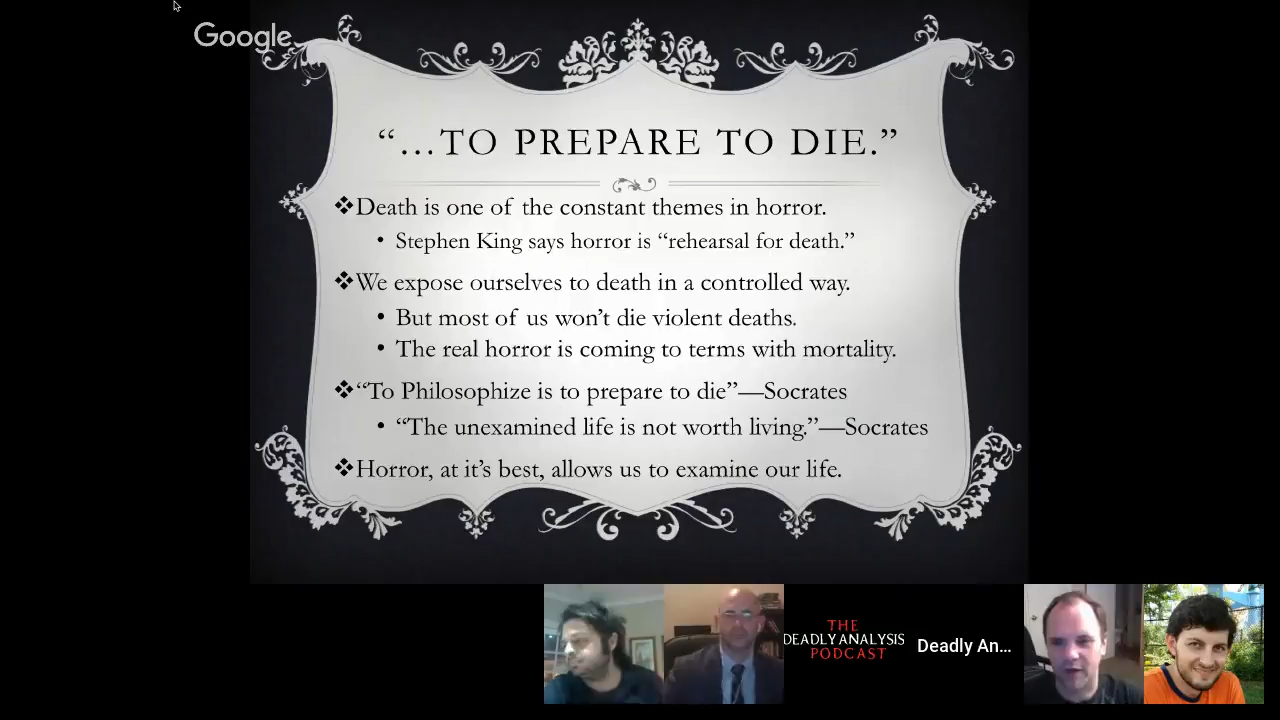 Google
“...TO PREPARE TO DIE.”
❖Death is one of the constant themes in horror.
• Stephen King says horror is “rehearsal for death.”
❖We expose ourselves to death in a controlled way.
• But most of us won’t die violent deaths.
• The real horror is coming to terms with mortality.
❖“To Philosophize is to prepare to die”—Socrates
• “The unexamined life is not worth living.”—Socrates
❖Horror, at it’s best, allows us to examine our life.
THE
DEADLY ANALYSIS
PODCAST
Deadly An...